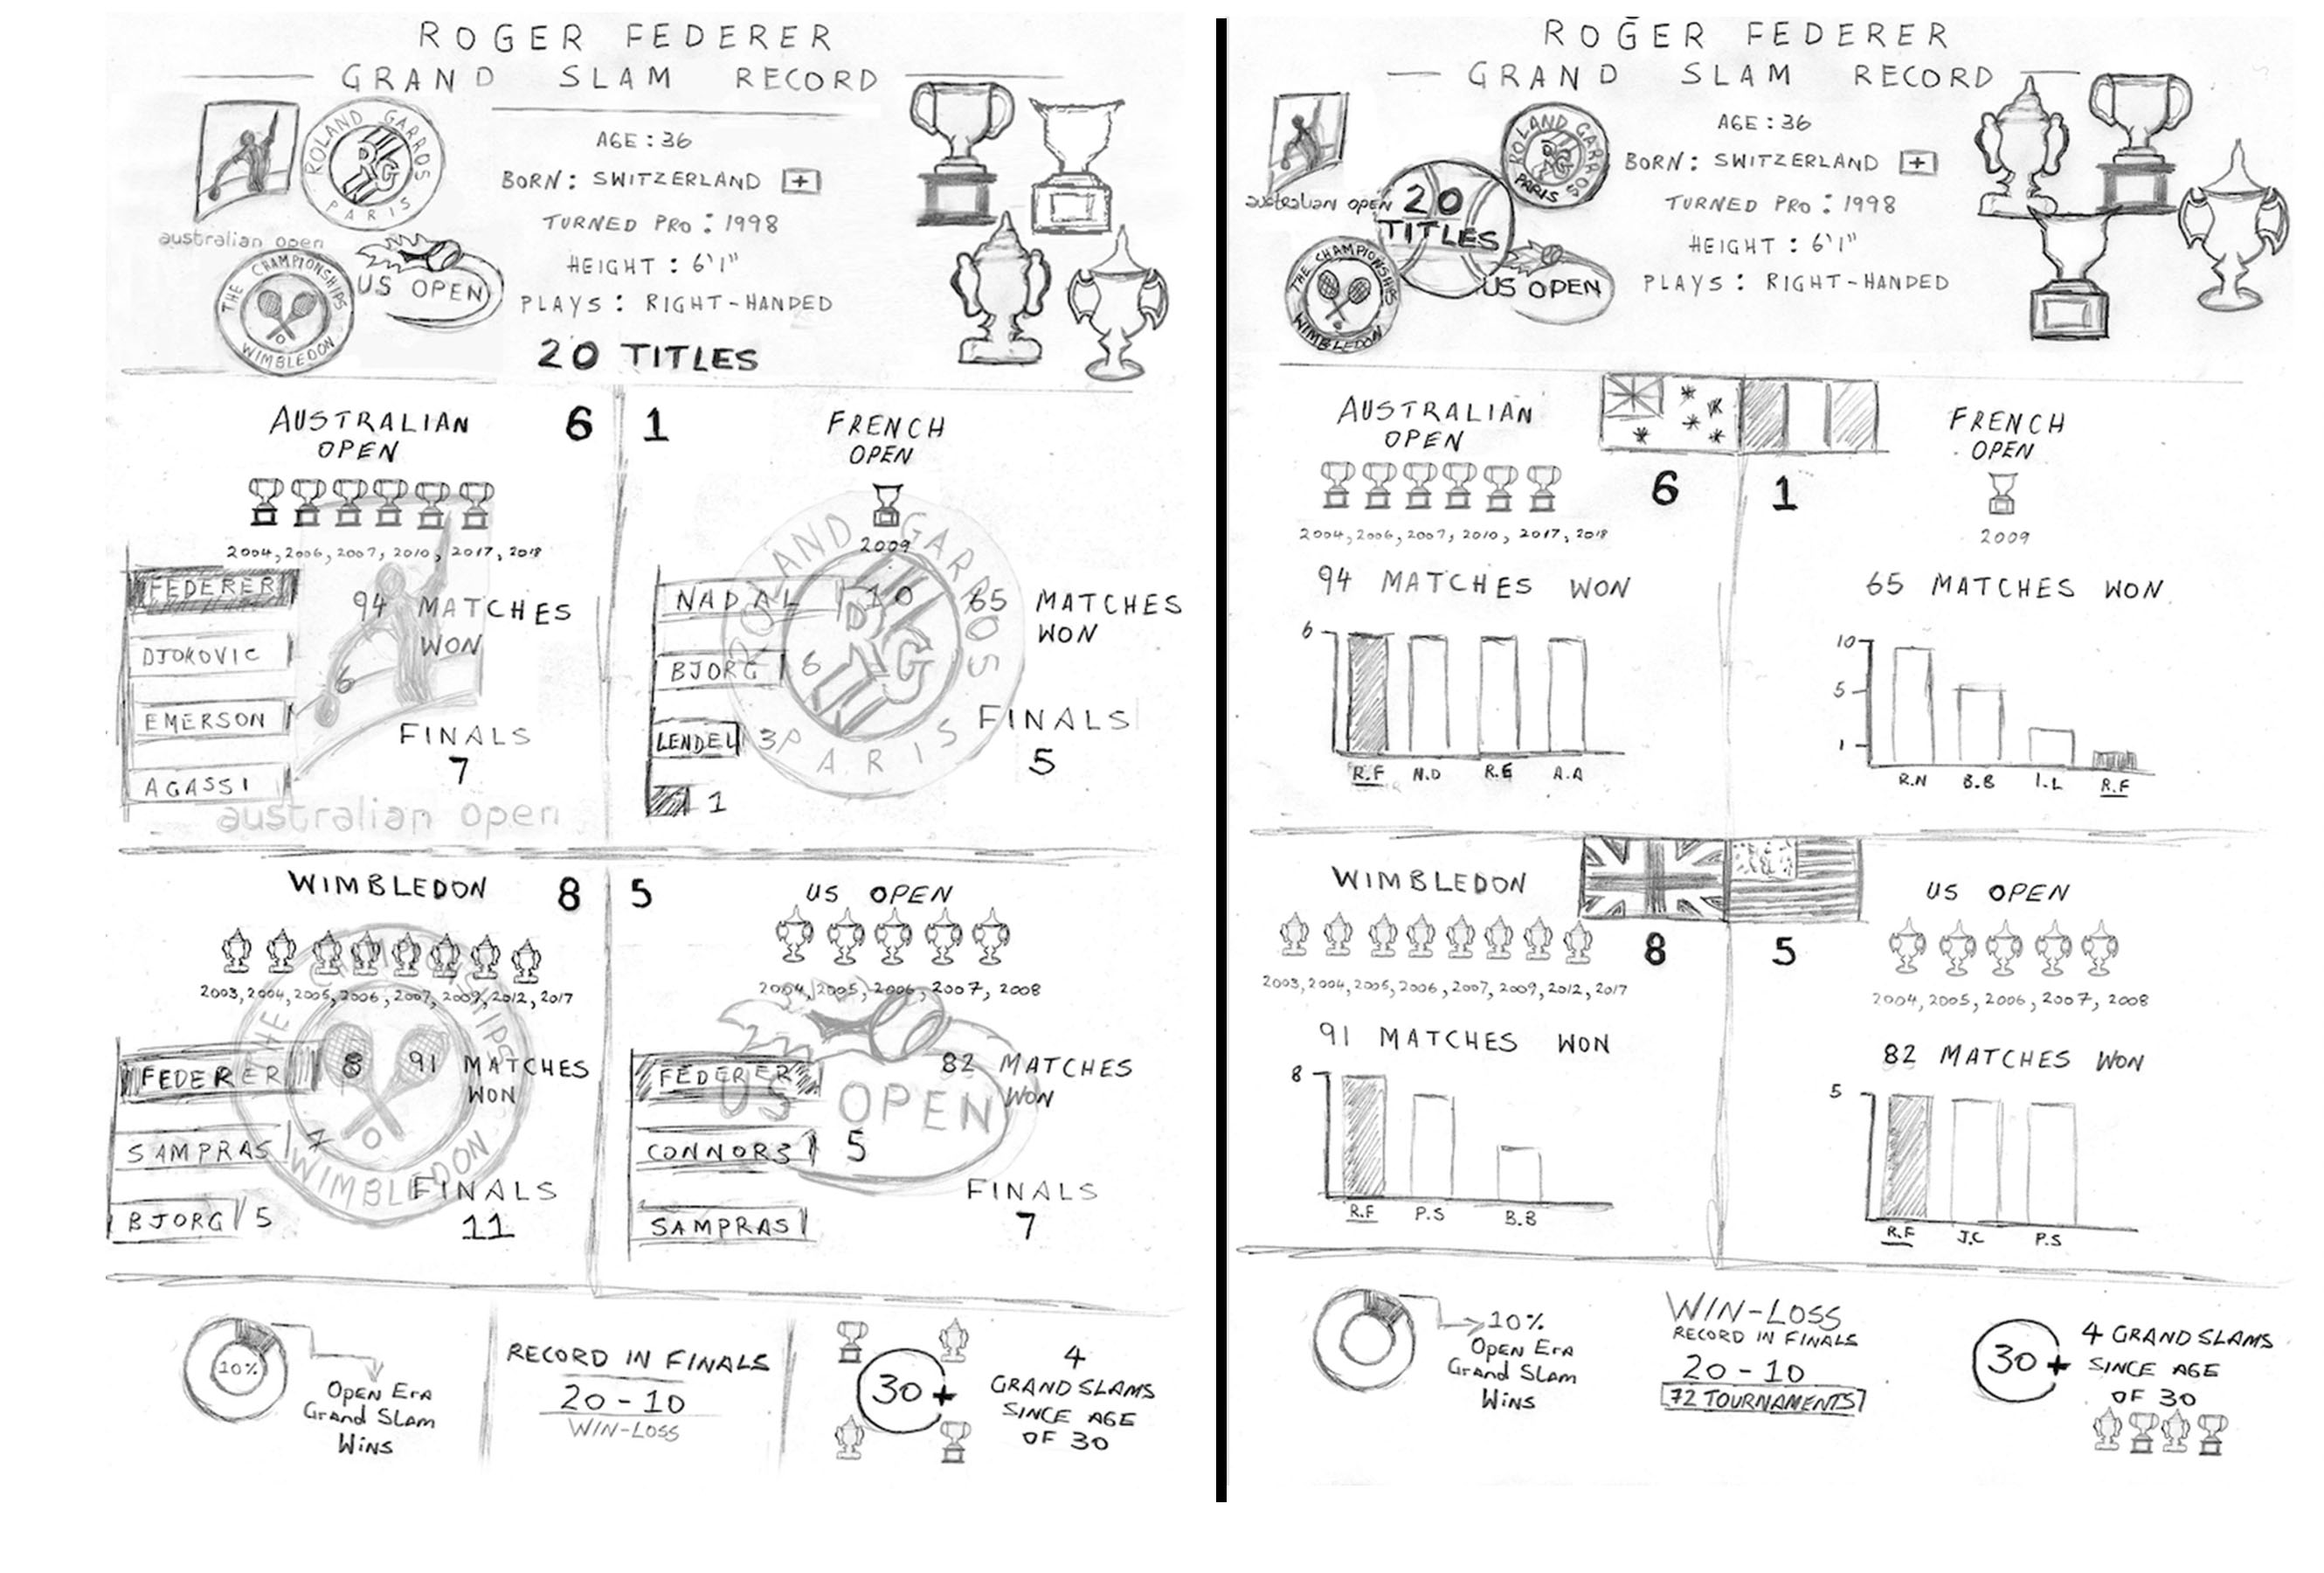 ROGER FEDERER
GRAND SLAM RECORD
ROLAND GARROS
RG
PARIS
australian open
THE CHAMPIONSHIPS
WIMBLEDON
US OPEN
AGE : 36
BORN : SWITZERLAND
TURNED PRO : 1998
HEIGHT : 6'1"
PLAYS : RIGHT-HANDED
20 TITLES
AUSTRALIAN
OPEN
6
2004, 2006, 2007, 2010, 2017, 2018
FEDERER
DJOKOVIC
EMERSON
AGASSI
6
94 MATCHES
WON
FINALS
7
australian open
1
FRENCH
OPEN
2009
ROLAND GARROS
RG
PARIS
NADAL 10
BJORG 6
LENDEL 3
1
65 MATCHES
WON
FINALS
5
WIMBLEDON
8
2003, 2004, 2005, 2006, 2007, 2009, 2012, 2017
THE CHAMPIONSHIPS
WIMBLEDON
FEDERER 8
SAMPRAS 7
BJORG 5
91 MATCHES
WON
FINALS
11
5
US OPEN
2004, 2005, 2006, 2007, 2008
US OPEN
FEDERER
CONNORS 5
SAMPRAS
82 MATCHES
WON
FINALS
7
10%
OPEN ERA
Grand Slam
WINS
RECORD IN FINALS
20 - 10
WIN-LOSS
30+
4
GRAND SLAMS
SINCE AGE
OF 30
ROGER FEDERER
GRAND SLAM RECORD
australian open
20
TITLES
ROLAND GARROS
RG
PARIS
THE CHAMPIONSHIPS
WIMBLEDON
US OPEN
AGE : 36
BORN : SWITZERLAND
TURNED PRO : 1998
HEIGHT : 6'1"
PLAYS : RIGHT-HANDED
AUSTRALIAN
OPEN
6
2004, 2006, 2007, 2010, 2017, 2018
94 MATCHES WON
6
R.F N.D R.E A.A
1
FRENCH
OPEN
2009
65 MATCHES WON
10
5
1
R.N B.B I.L R.F
WIMBLEDON
8
2003, 2004, 2005, 2006, 2007, 2009, 2012, 2017
91 MATCHES WON
8
R.F P.S B.B
5
US OPEN
2004, 2005, 2006, 2007, 2008
82 MATCHES WON
5
R.F J.C P.S
10%
OPEN ERA
Grand Slam
WINS
WIN-LOSS
RECORD IN FINALS
20 - 10
72 TOURNAMENTS
30+
4 GRAND SLAMS
SINCE AGE
OF 30